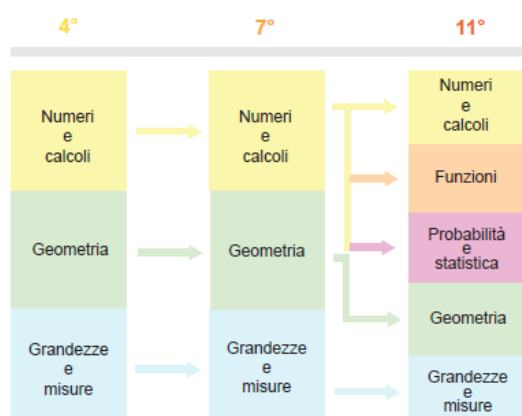 4° 7° 11°
Numeri
e
calcoli
Geometria
Grandezze
e
misure
Numeri
e
calcoli
Geometria
Grandezze
e
misure
Numeri
e
calcoli
Funzioni
Probabilità
e
statistica
Geometria
Grandezze
e
misure